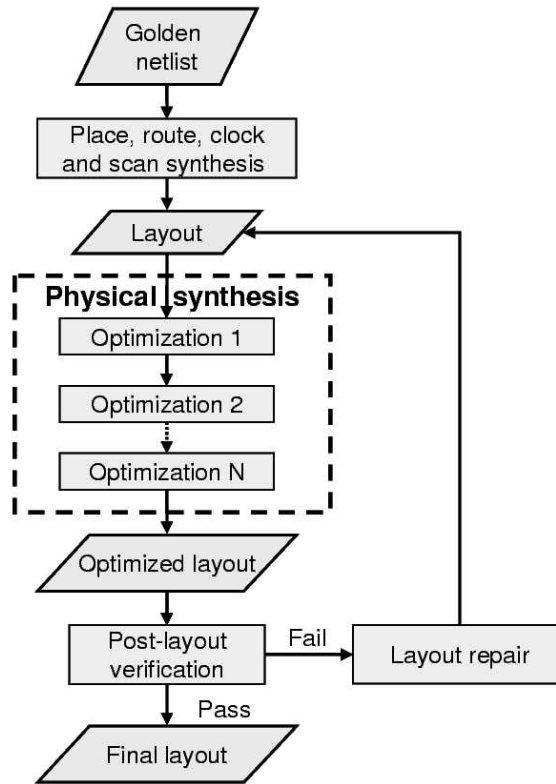 Golden
netlist
Place, route, clock
and scan synthesis
Layout
Physical synthesis
Optimization 1
Optimization 2
Optimization N
Optimized layout
Post-layout
verification
Fail
Layout repair
Pass
Final layout